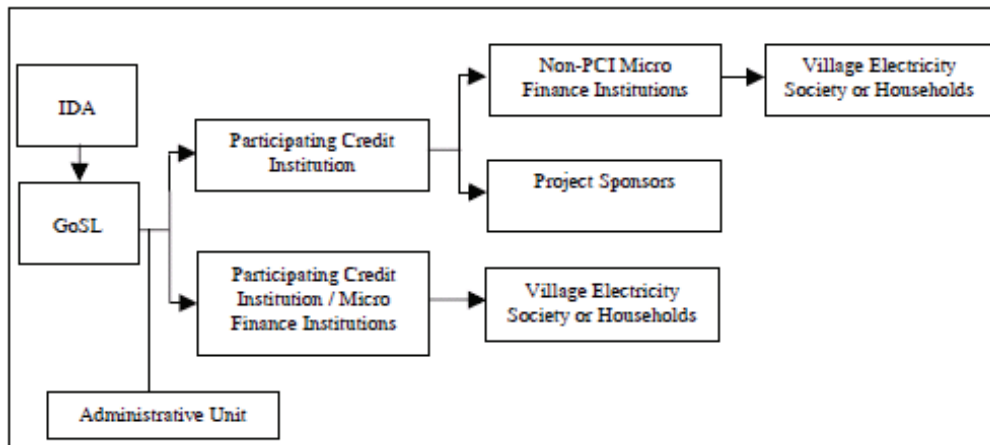 IDA
GoSL
Participating Credit
Institution
Participating Credit
Institution / Micro
Finance Institutions
Administrative Unit
Non-PCI Micro
Finance Institutions
Project Sponsors
Village Electricity
Society or Households
Village Electricity
Society or Households